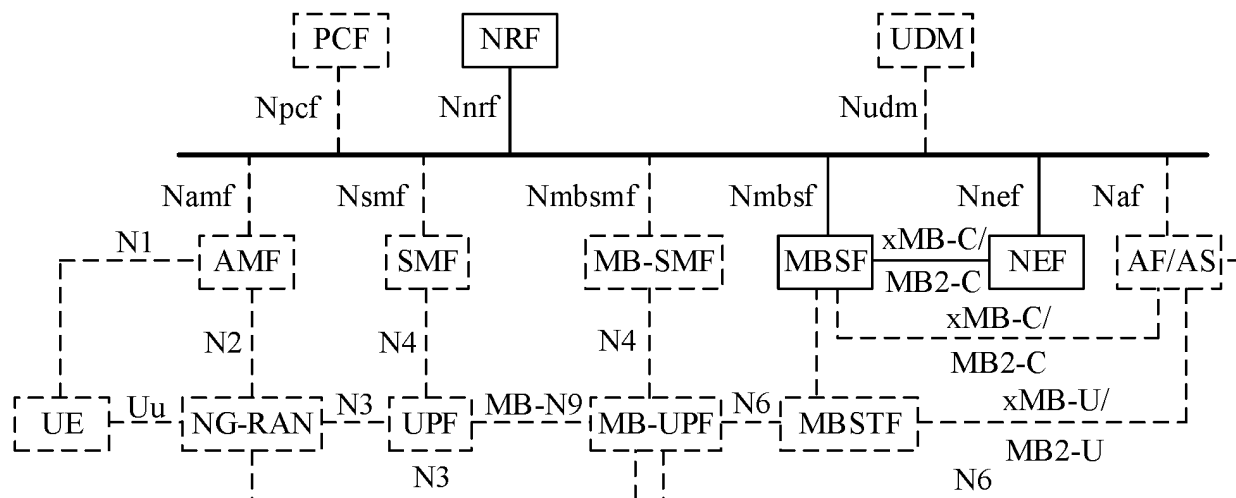 PCF
NRF
UDM
Npcf
Nnrf
Nudm
Namf
Nsmf
Nmbsmf
Nmbsf
Nnef
Naf
N1
AMF
SMF
MB-SMF
MBSF
xMB-C/
MB2-C
NEF
AF/AS
N2
N4
N4
xMB-C/
MB2-C
UE
Uu
NG-RAN
N3
UPF
MB-N9
MB-UPF
N6
MBSTF
xMB-U/
MB2-U
N3
N6